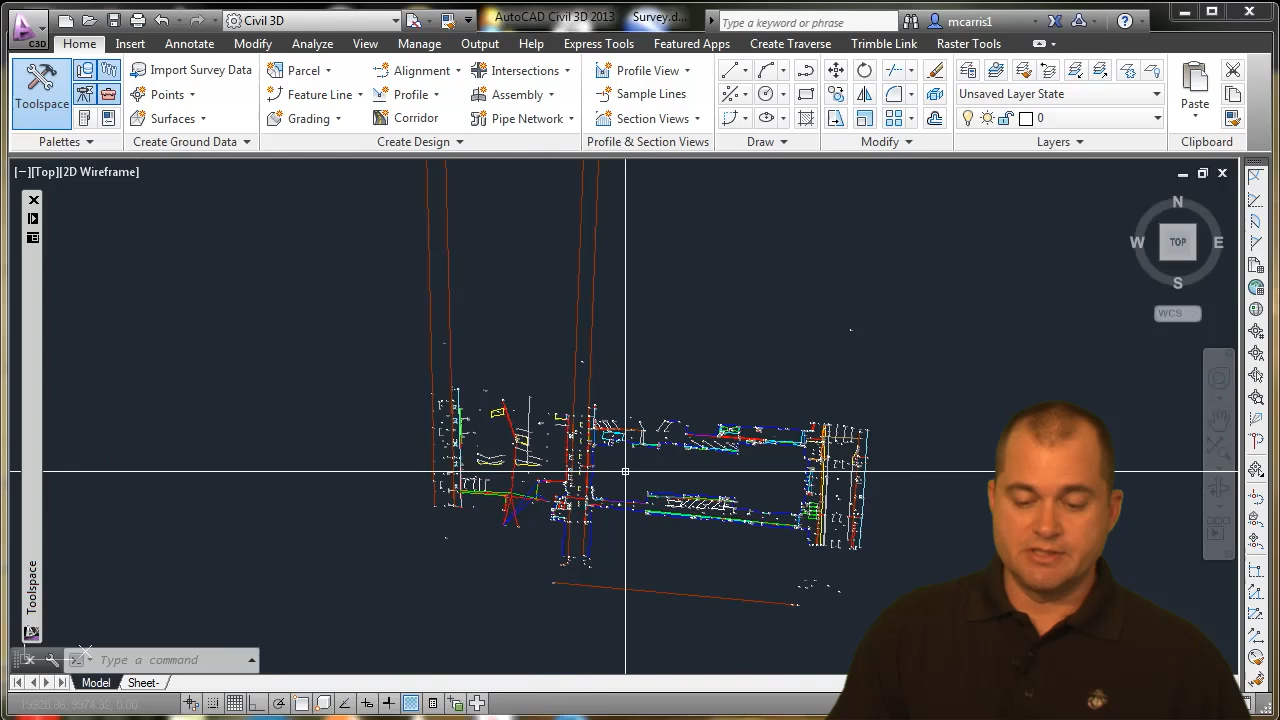 Civil 3D
AutoCAD Civil 3D 2013 Survey.d...
Type a keyword or phrase
mcarris1
C3D
Home Insert Annotate Modify Analyze View Manage Output Help Express Tools Featured Apps Create Traverse Trimble Link Raster Tools
Toolspace
Import Survey Data
Points
Surfaces
Parcel
Feature Line
Grading
Alignment
Profile
Corridor
Intersections
Assembly
Pipe Network
Profile View
Sample Lines
Section Views
Unsaved Layer State
0
Paste
Palettes Create Ground Data Create Design Profile & Section Views Draw Modify Layers Clipboard
[−][Top][2D Wireframe]
N
W TOP E
S
WCS
Toolspace
Type a command
Model Sheet-